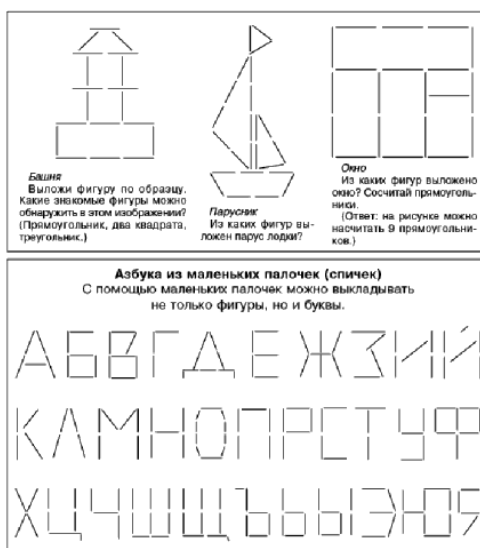 Башня
Выложи фигуру по образцу.
Какие знакомые фигуры можно
обнаружить в этом изображении?
(Прямоугольник, два квадрата,
треугольник.)
Парусник
Из каких фигур вы-
ложен парус лодки?
Окно
Из каких фигур выложено
окно? Сосчитай прямоуголь-
ники.
(Ответ: на рисунке можно
насчитать 9 прямоугольни-
ков.)
Азбука из маленьких палочек (спичек)
С помощью маленьких палочек можно выкладывать
не только фигуры, но и буквы.
АБВГДЕЖЗИЙ
КЛМНОПРСТУФ
ХЦЧШЩЪЬЫЭЮЯ